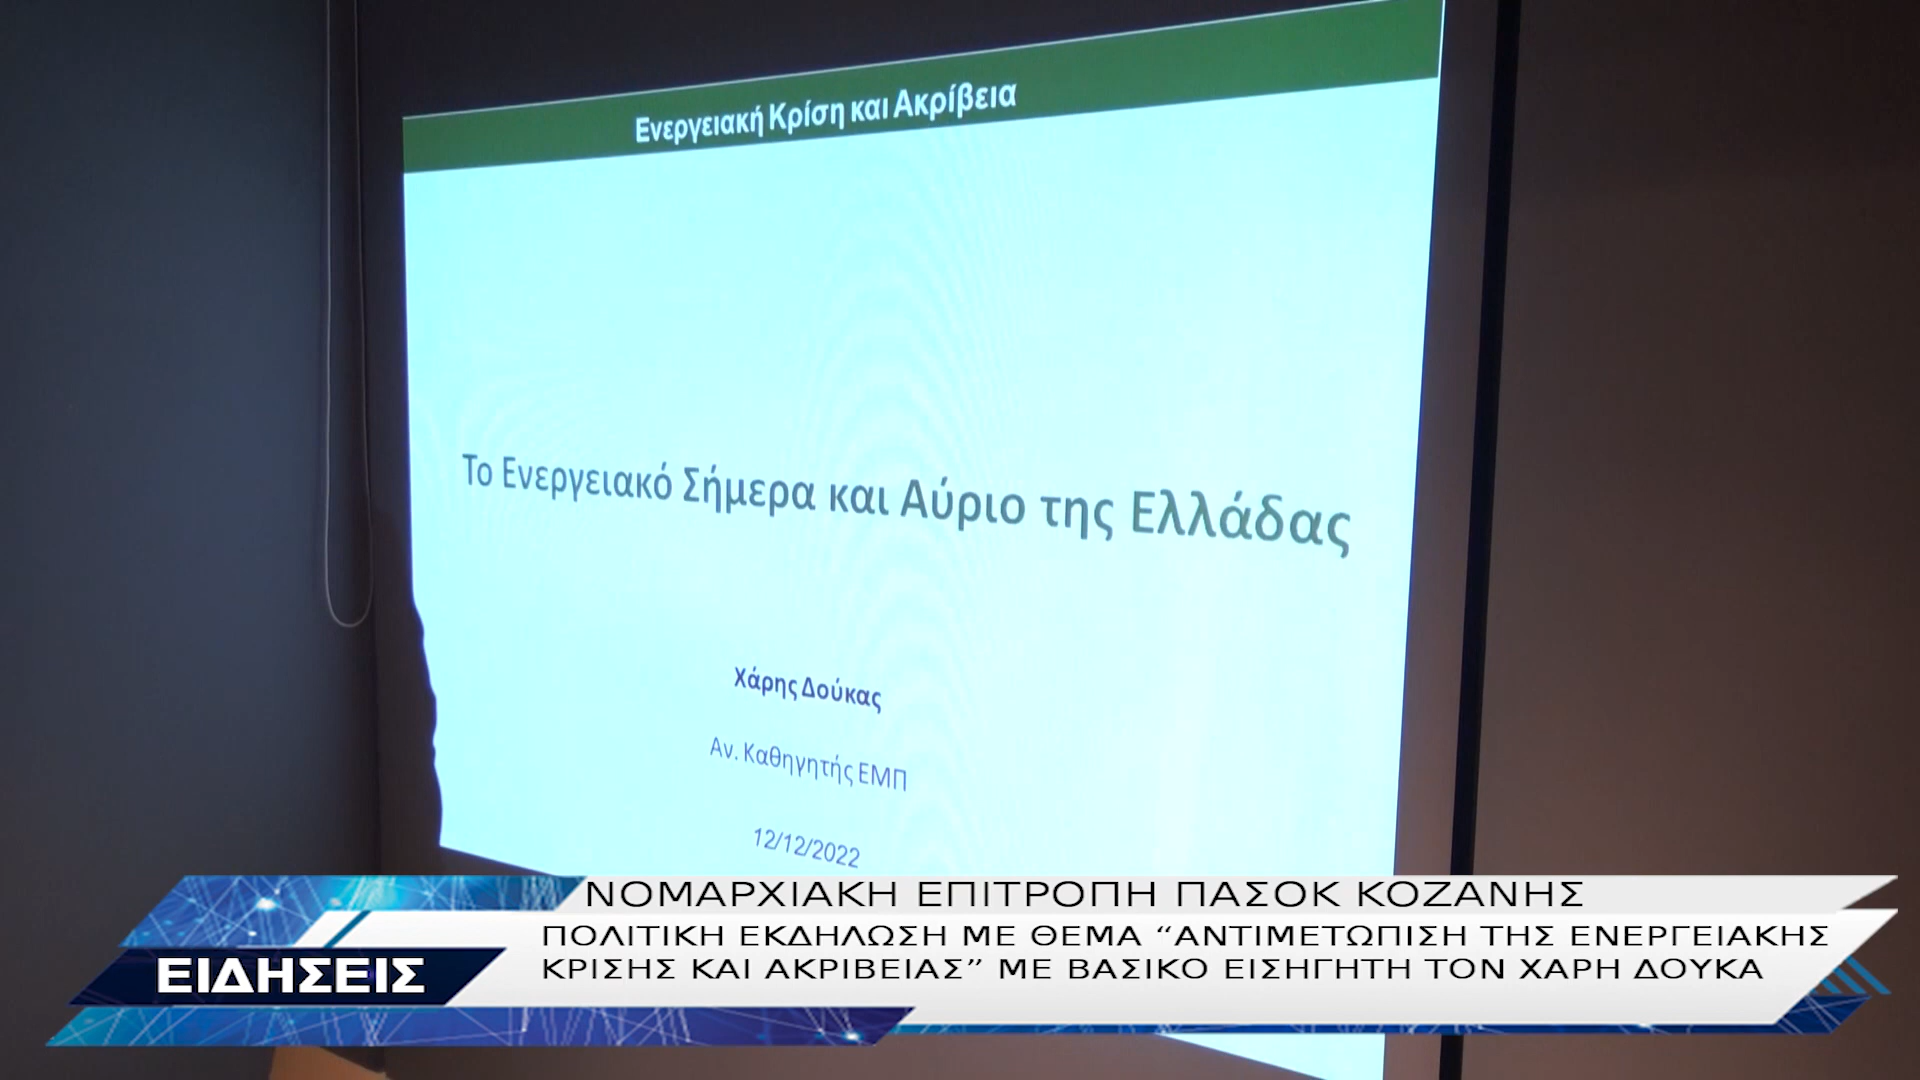 Ενεργειακή Κρίση και Ακρίβεια
Το Ενεργειακό Σήμερα και Αύριο της Ελλάδας
Χάρης Δούκας
Αν. Καθηγητής ΕΜΠ
12/12/2022
ΝΟΜΑΡΧΙΑΚΗ ΕΠΙΤΡΟΠΗ ΠΑΣΟΚ ΚΟΖΑΝΗΣ
ΠΟΛΙΤΙΚΗ ΕΚΔΗΛΩΣΗ ΜΕ ΘΕΜΑ “ΑΝΤΙΜΕΤΩΠΙΣΗ ΤΗΣ ΕΝΕΡΓΕΙΑΚΗΣ
ΚΡΙΣΗΣ ΚΑΙ ΑΚΡΙΒΕΙΑΣ” ΜΕ ΒΑΣΙΚΟ ΕΙΣΗΓΗΤΗ ΤΟΝ ΧΑΡΗ ΔΟΥΚΑ
ΕΙΔΗΣΕΙΣ